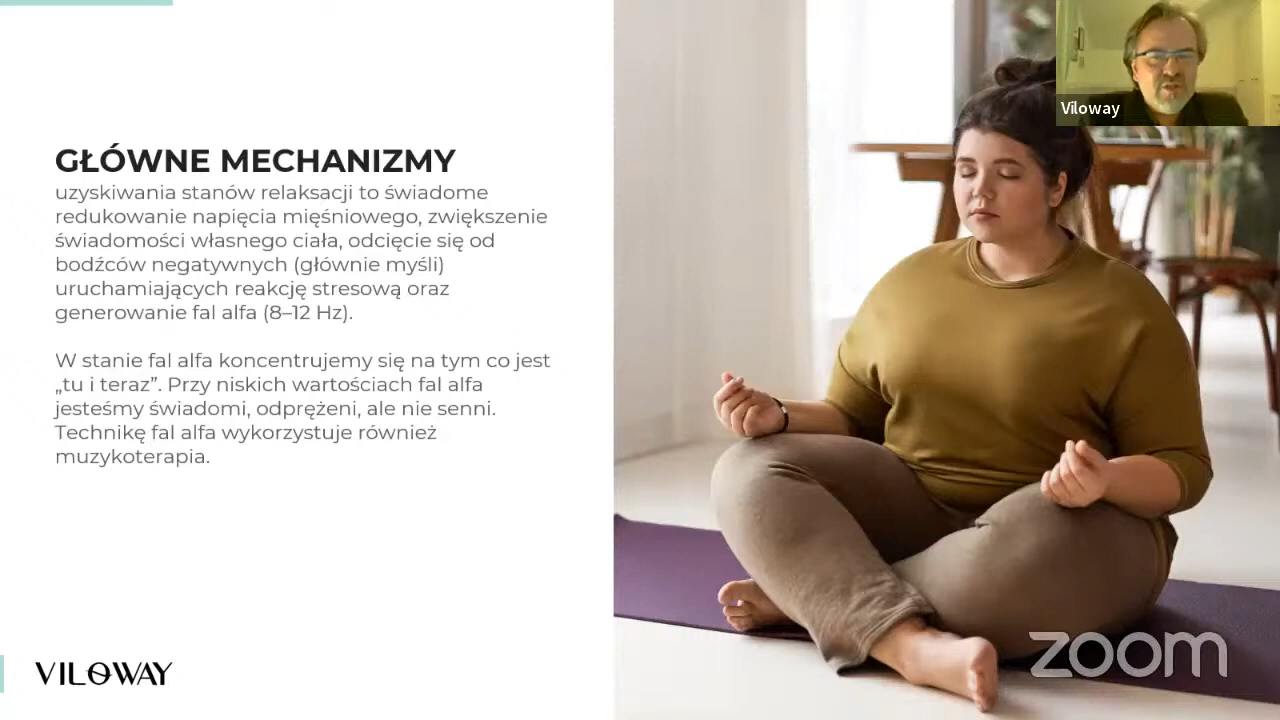 GŁÓWNE MECHANIZMY
uzyskiwania stanów relaksacji to świadome
redukowanie napięcia mięśniowego, zwiększenie
świadomości własnego ciała, odcięcie się od
bodźców negatywnych (głównie myśli)
uruchamiających reakcję stresową oraz
generowanie fal alfa (8–12 Hz).
W stanie fal alfa koncentrujemy się na tym co jest
„tu i teraz”. Przy niskich wartościach fal alfa
jesteśmy świadomi, odprężeni, ale nie senni.
Technikę fal alfa wykorzystuje również
muzykoterapia.
VILOWAY
Viloway
zoom